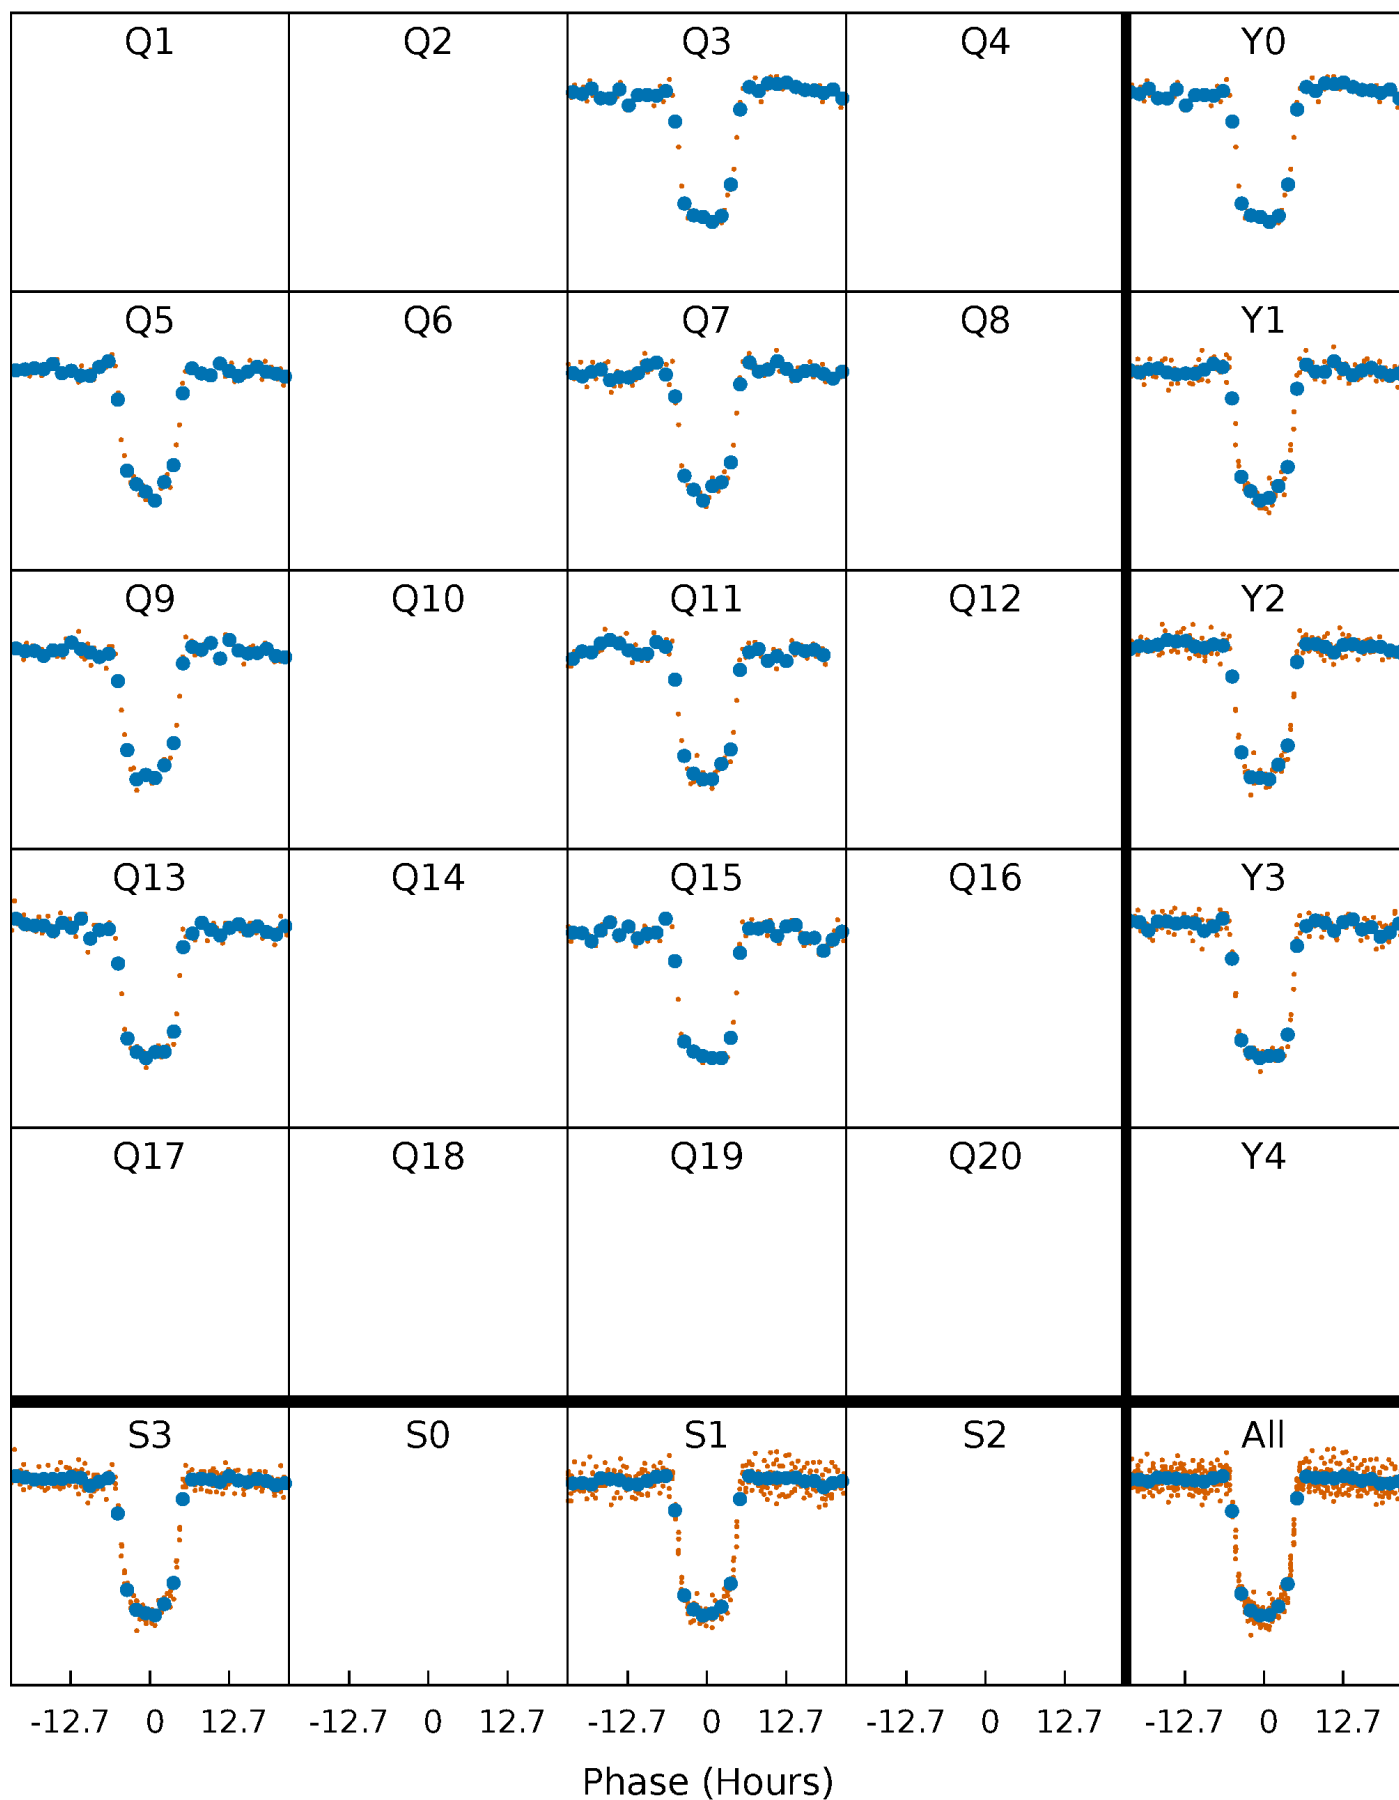 Q1 Q2 Q3 Q4 Y0
Q5 Q6 Q7 Q8 Y1
Q9 Q10 Q11 Q12 Y2
Q13 Q14 Q15 Q16 Y3
Q17 Q18 Q19 Q20 Y4
S3 S0 S1 S2 All
-12.7 0 12.7 -12.7 0 12.7 -12.7 0 12.7 -12.7 0 12.7 -12.7 0 12.7
Phase (Hours)